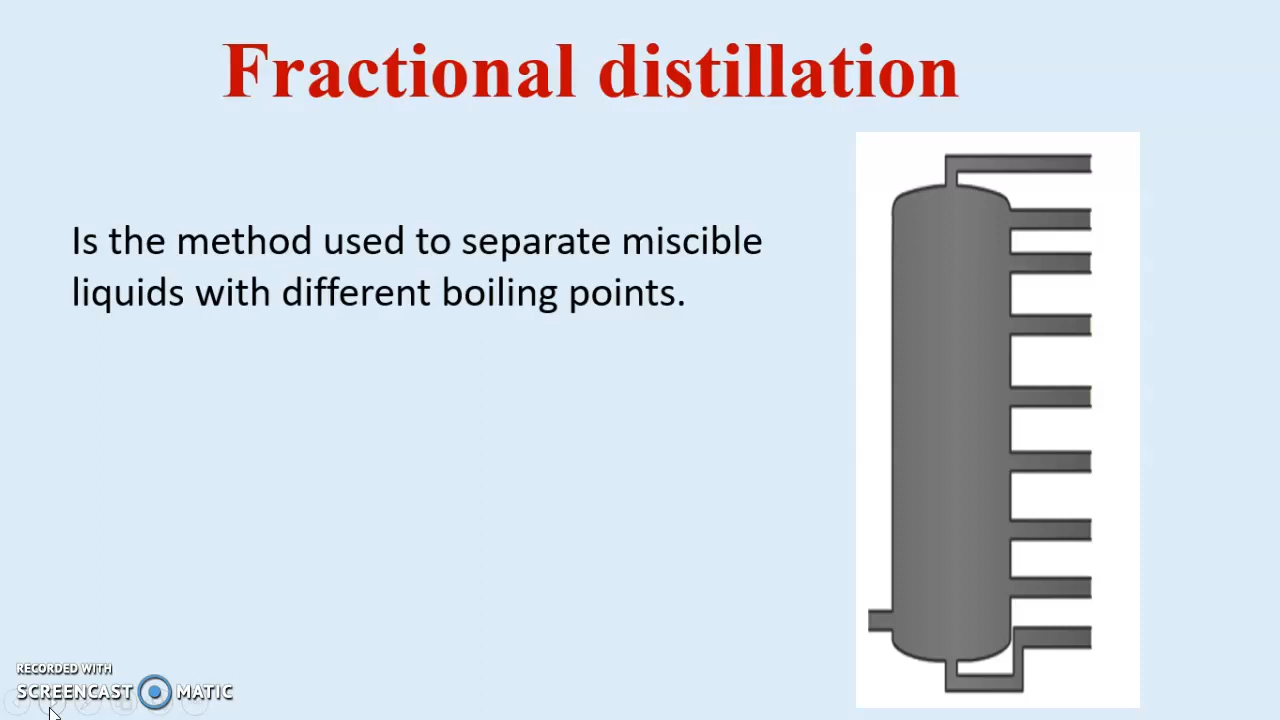 Fractional distillation
Is the method used to separate miscible
liquids with different boiling points.
RECORDED WITH
SCREENCAST MATIC